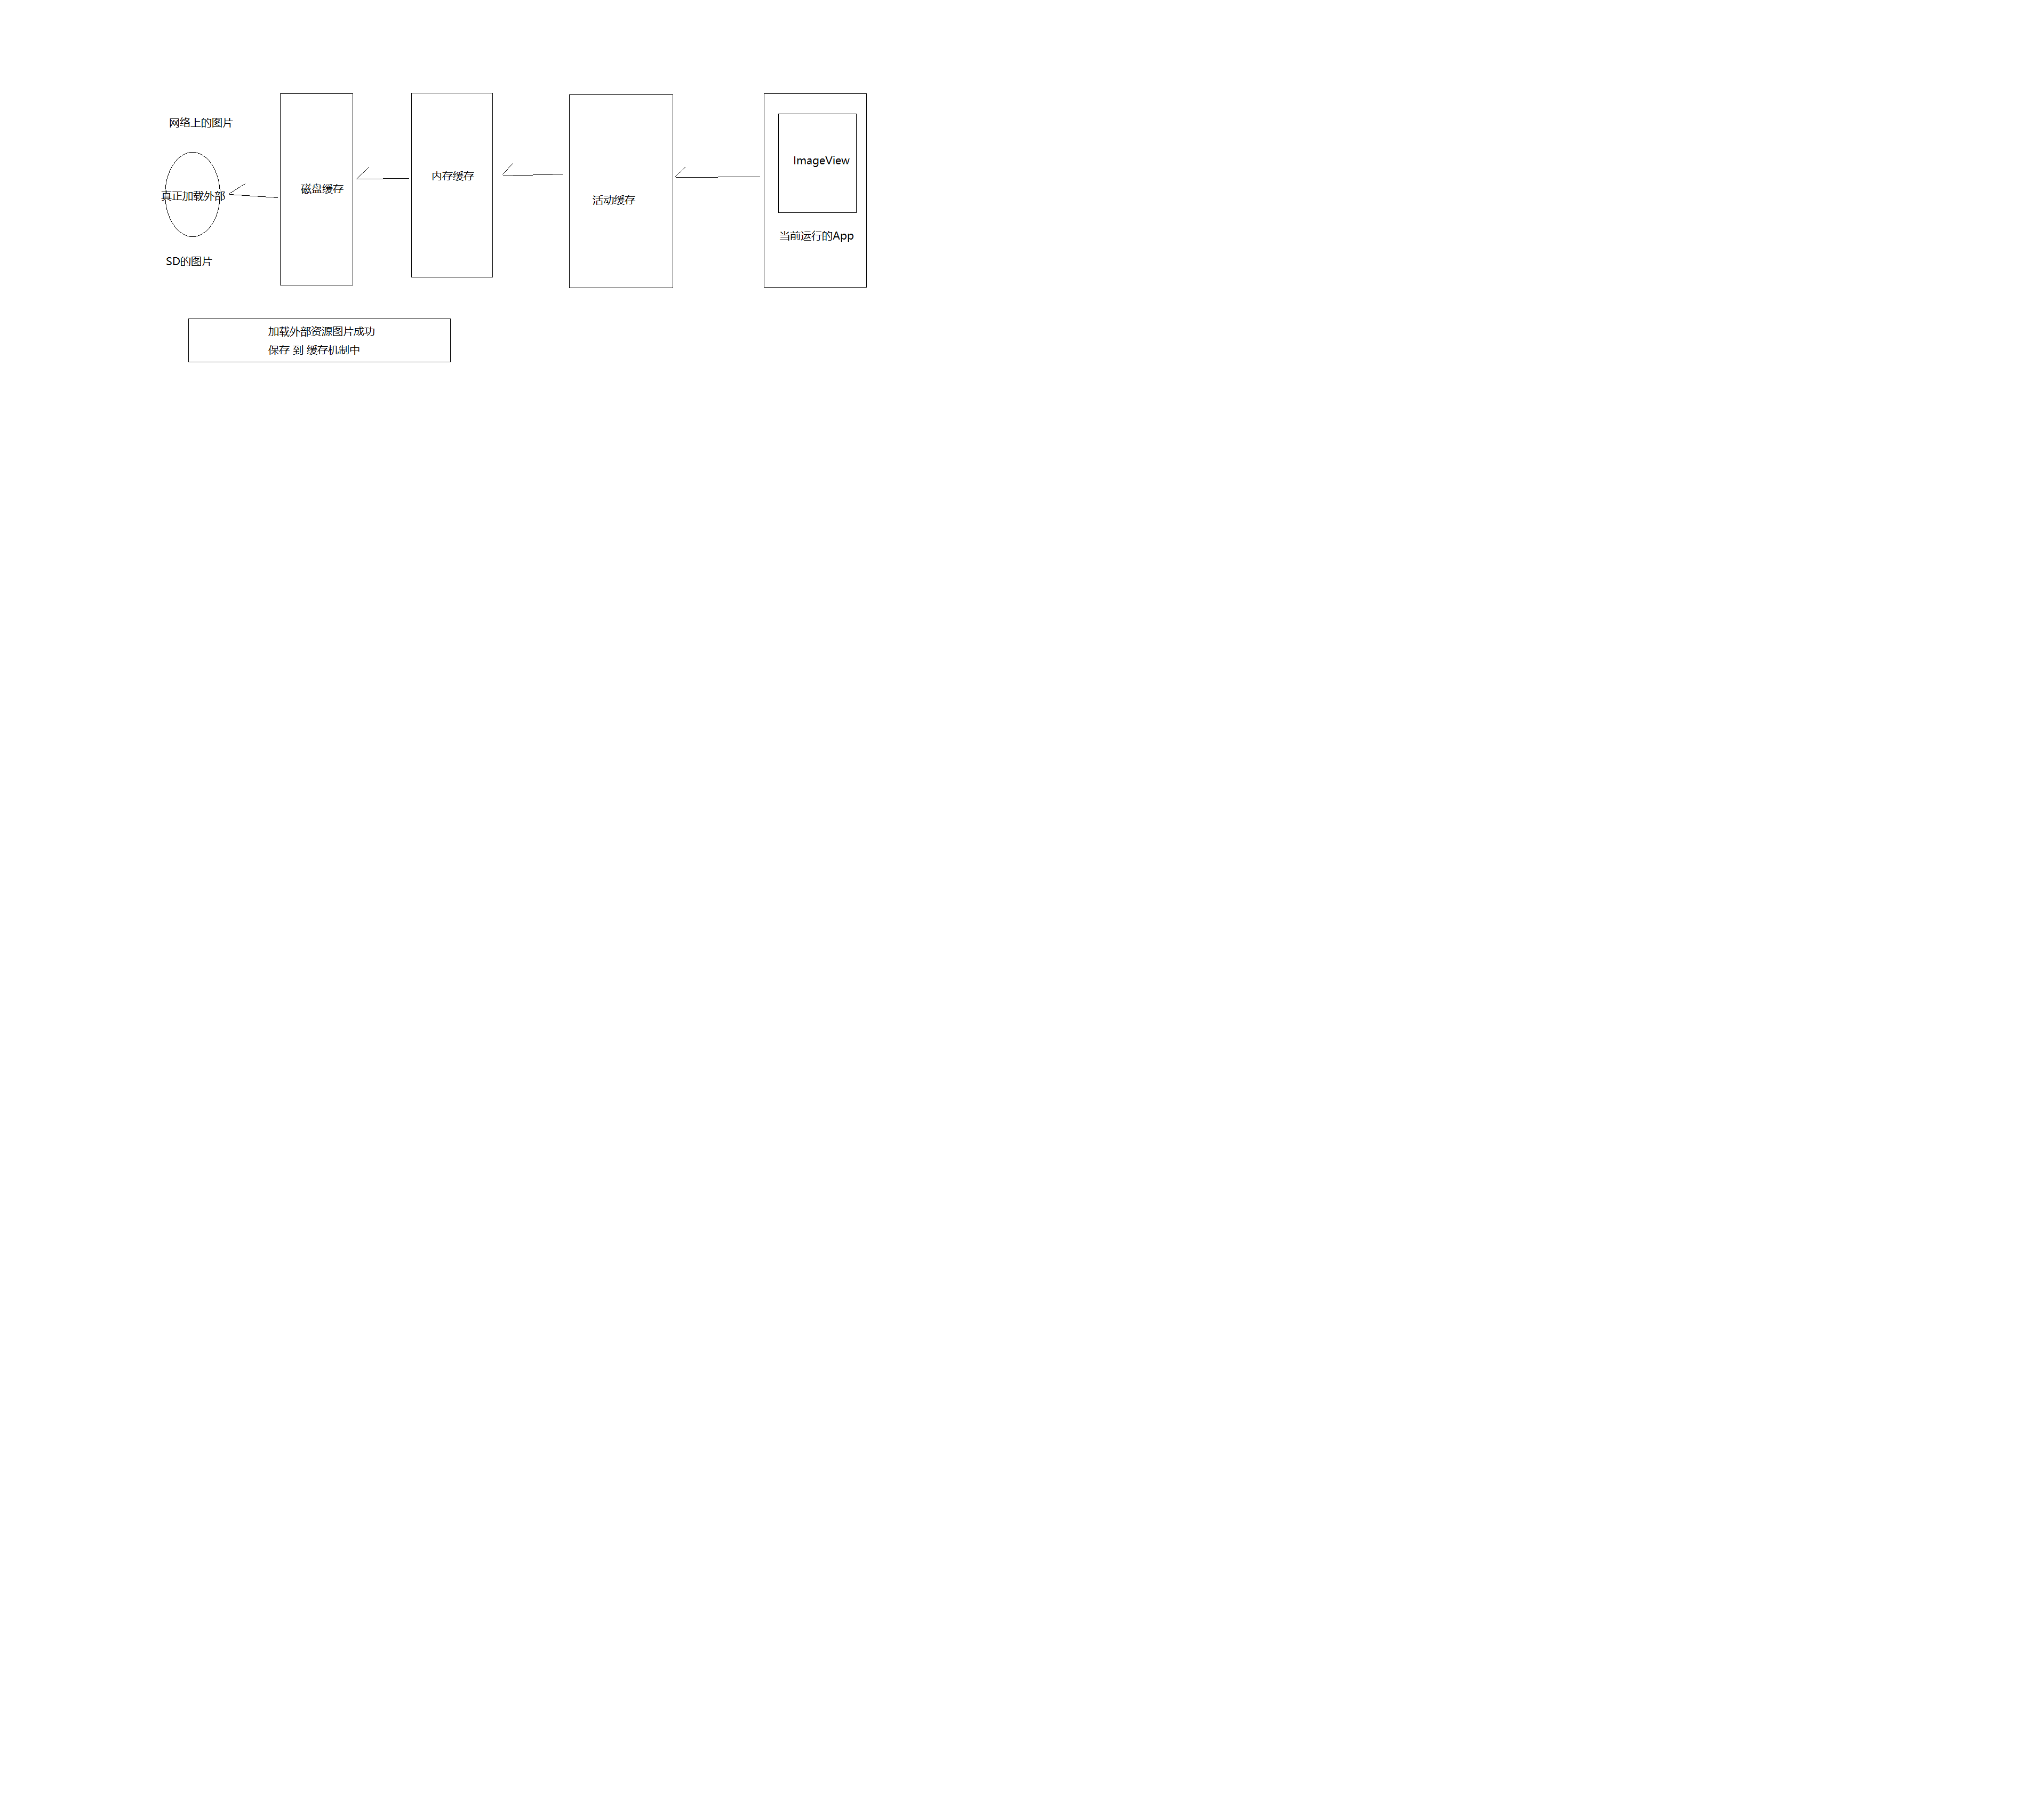 网络上的图片
真正加载外部
SD的图片
磁盘缓存
内存缓存
活动缓存
ImageView
当前运行的App
加载外部资源图片成功
保存 到 缓存机制中